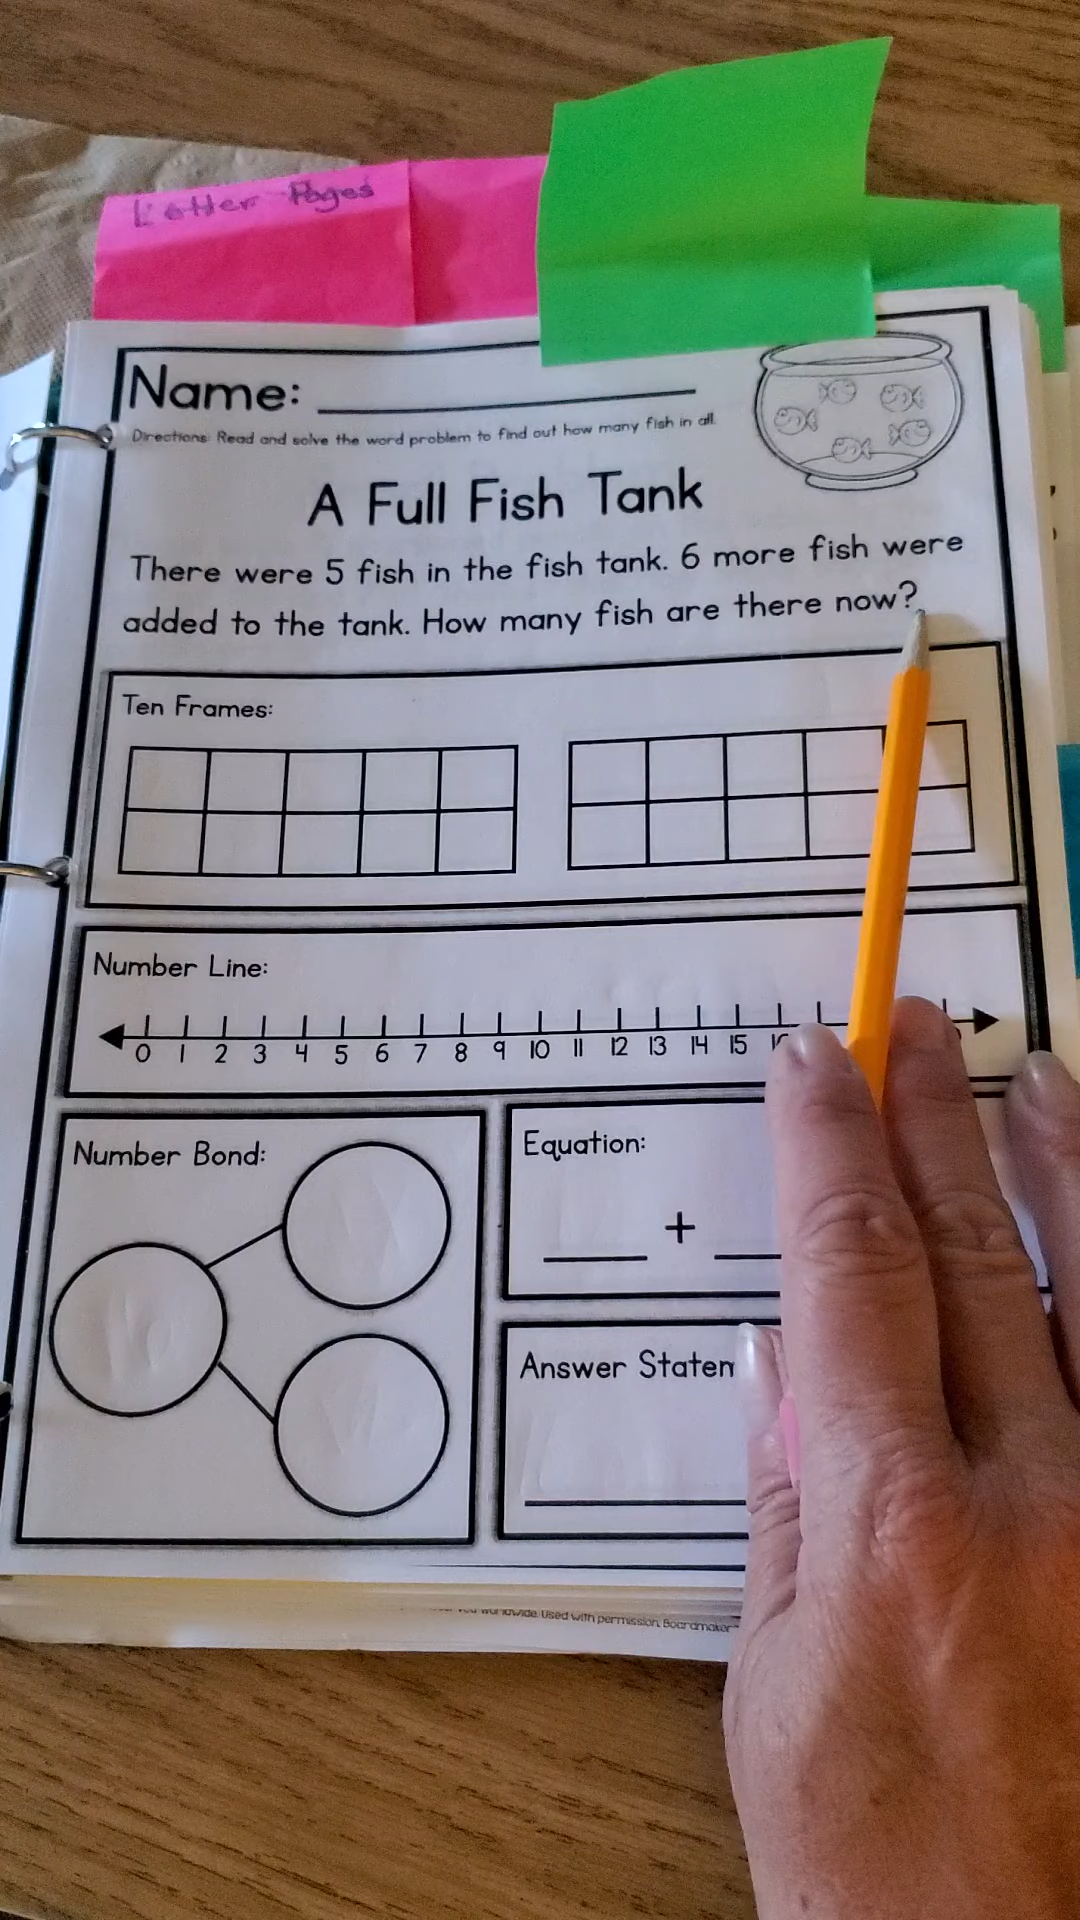 Letter Pages
Name:
Directions: Read and solve the word problem to find out how many fish in all.
A Full Fish Tank
There were 5 fish in the fish tank. 6 more fish were
added to the tank. How many fish are there now?
Ten Frames:
Number Line:
0 1 2 3 4 5 6 7 8 9 10 11 12 13 14 15
Number Bond:
Equation:
+
Answer
worldwide. Used with permission. Boardmaker